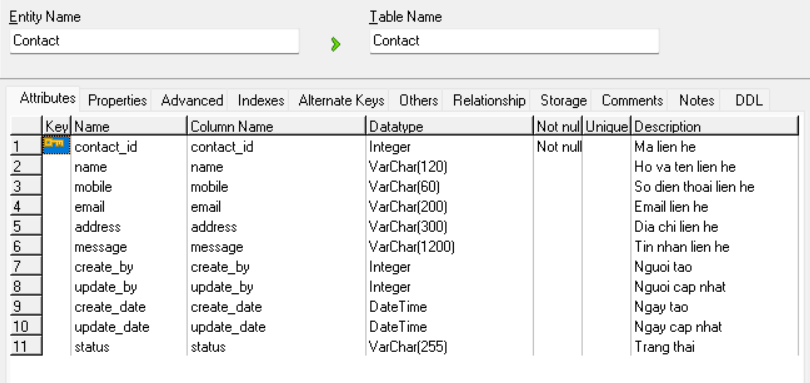 Entity Name Table Name
Contact Contact
Attributes Properties Advanced Indexes Alternate Keys Others Relationship Storage Comments Notes DDL
Key Name Column Name Datatype Not nul Unique Description
1 contact_id contact_id Integer Not null Ma lien he
2 name name VarChar(120) Ho va ten lien he
3 mobile mobile VarChar(60) So dien thoai lien he
4 email email VarChar(200) Email lien he
5 address address VarChar(300) Dia chi lien he
6 message message VarChar(1200) Tin nhan lien he
7 create_by create_by Integer Nguoi tao
8 update_by update_by Integer Nguoi cap nhat
9 create_date create_date DateTime Ngay tao
10 update_date update_date DateTime Ngay cap nhat
11 status status VarChar(255) Trang thai